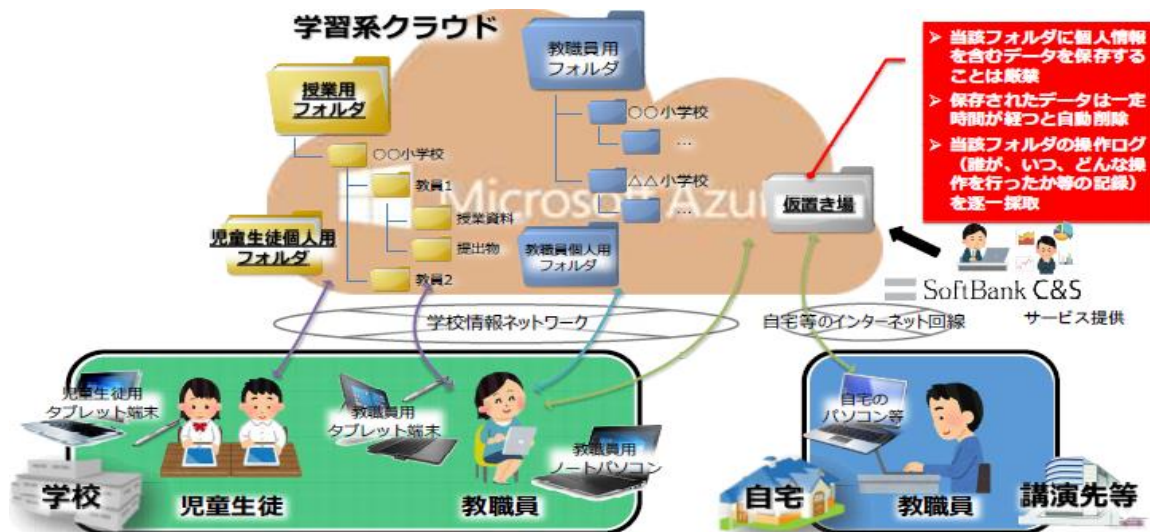 学習系クラウド
授業用
フォルダ
○○小学校
教員1
授業資料
提出物
教員2
児童生徒個人用
フォルダ
教職員用
フォルダ
○○小学校
…
△△小学校
…
教職員個人用
フォルダ
Microsoft Azu
仮置き場
➢ 当該フォルダに個人情報
を含むデータを保存する
ことは厳禁
➢ 保存されたデータは一定
時間が経つと自動削除
➢ 当該フォルダの操作ログ
（誰が、いつ、どんな操
作を行ったか等の記録）
を逐一採取
SoftBank C&S
サービス提供
学校情報ネットワーク
自宅等のインターネット回線
児童生徒用
タブレット端末
教職員用
タブレット端末
教職員用
ノートパソコン
自宅の
パソコン等
学校
児童生徒
教職員
自宅
教職員
講演先等